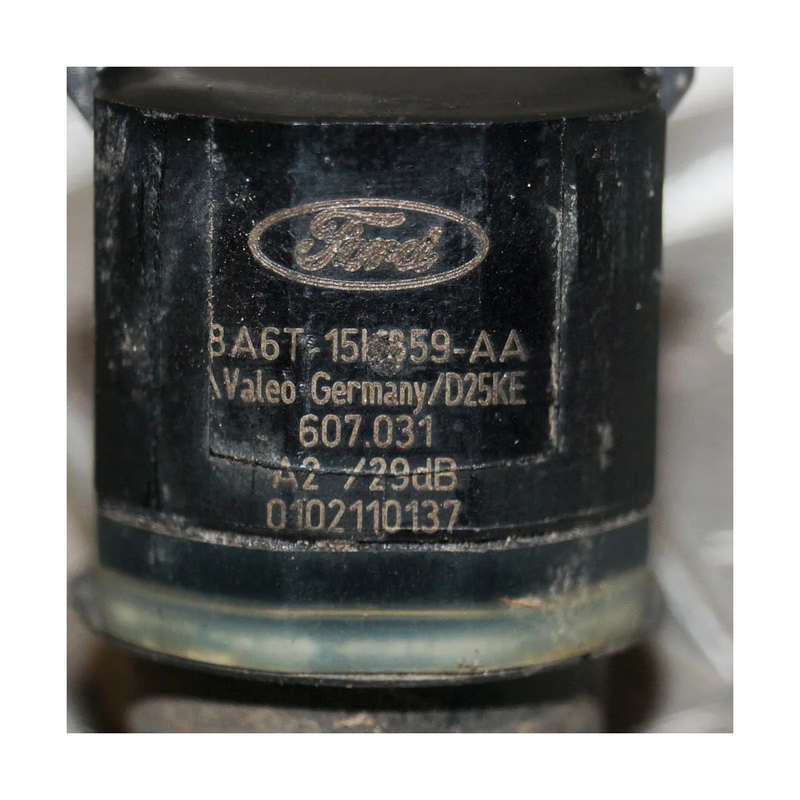 Ford
8A6T-15K859-AA
Valeo Germany/D25KE
607.031
A2 /29dB
0102110137